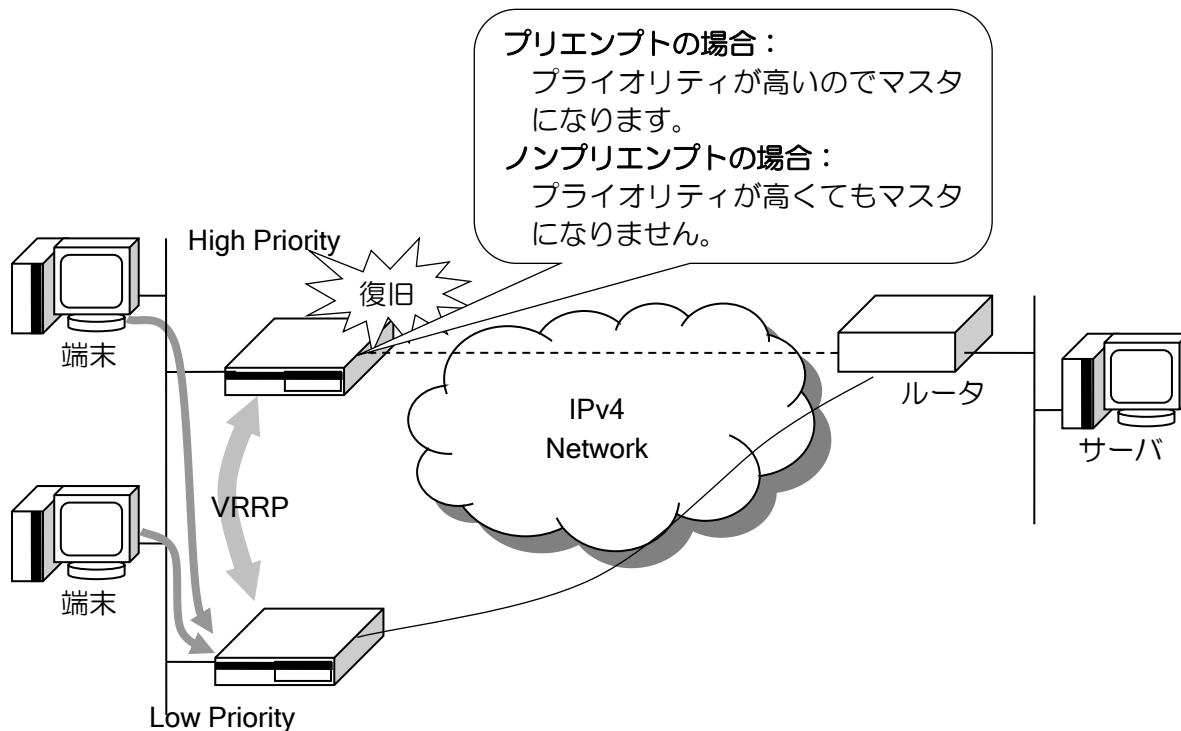 プリエンプトの場合：
プライオリティが高いのでマスタ
になります。
ノンプリエンプトの場合：
プライオリティが高くてもマスタ
になりません。
High Priority
復旧
端末
ルータ
IPv4
Network
サーバ
VRRP
端末
Low Priority